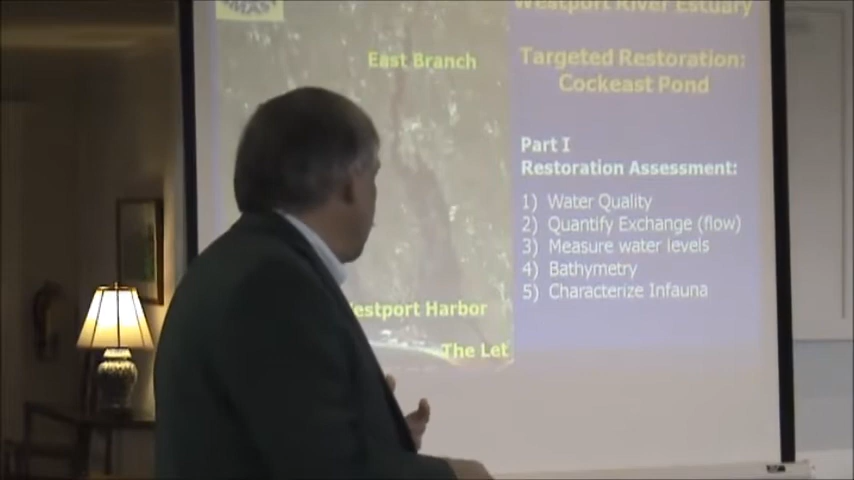 Westport River Estuary
East Branch
Targeted Restoration:
Cockeast Pond
Part I
Restoration Assessment:
1) Water Quality
2) Quantify Exchange (flow)
3) Measure water levels
4) Bathymetry
5) Characterize Infauna
Westport Harbor
The Let